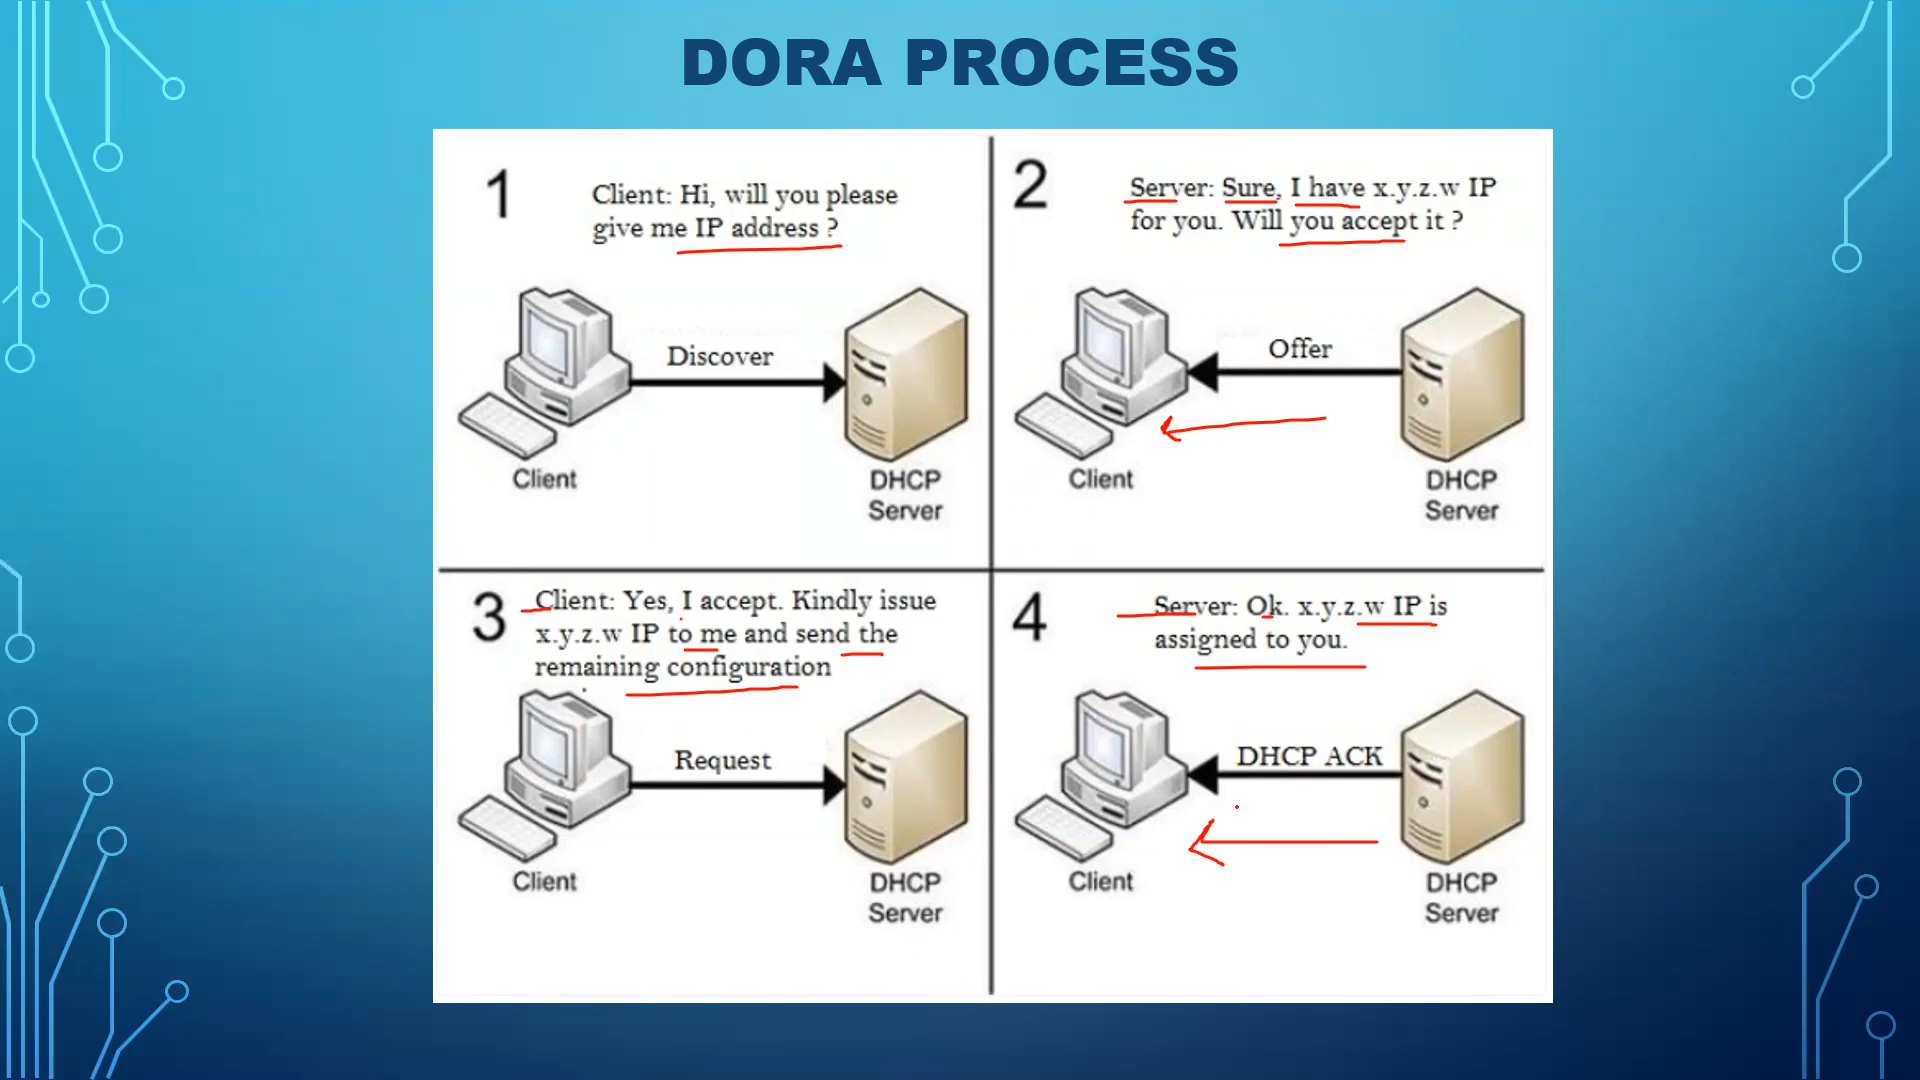 DORA PROCESS
1
Client: Hi, will you please
give me IP address ?
Discover
Client
DHCP
Server
2
Server: Sure, I have x.y.z.w IP
for you. Will you accept it ?
Offer
Client
DHCP
Server
3
Client: Yes, I accept. Kindly issue
x.y.z.w IP to me and send the
remaining configuration
Request
Client
DHCP
Server
4
Server: Ok. x.y.z.w IP is
assigned to you.
DHCP ACK
Client
DHCP
Server